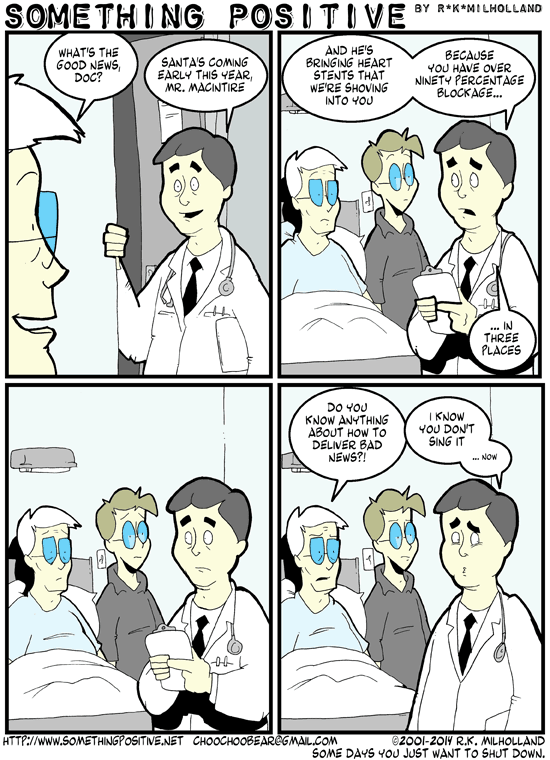 SOMETHING POSITIVE BY R*K*MILHOLLAND
WHAT'S THE
GOOD NEWS,
DOC?
SANTA'S COMING
EARLY THIS YEAR,
MR. MACINTIRE
AND HE'S
BRINGING HEART
STENTS THAT
WE'RE SHOVING
INTO YOU
BECAUSE
YOU HAVE OVER
NINETY PERCENTAGE
BLOCKAGE...
... IN
THREE
PLACES
DO YOU
KNOW ANYTHING
ABOUT HOW TO
DELIVER BAD
NEWS?!
I KNOW
YOU DON'T
SING IT
... NOW
HTTP://WWW.SOMETHINGPOSITIVE.NET CHOOCHOOBEAR@GMAIL.COM ©2001-2014 R.K. MILHOLLAND
SOME DAYS YOU JUST WANT TO SHUT DOWN.